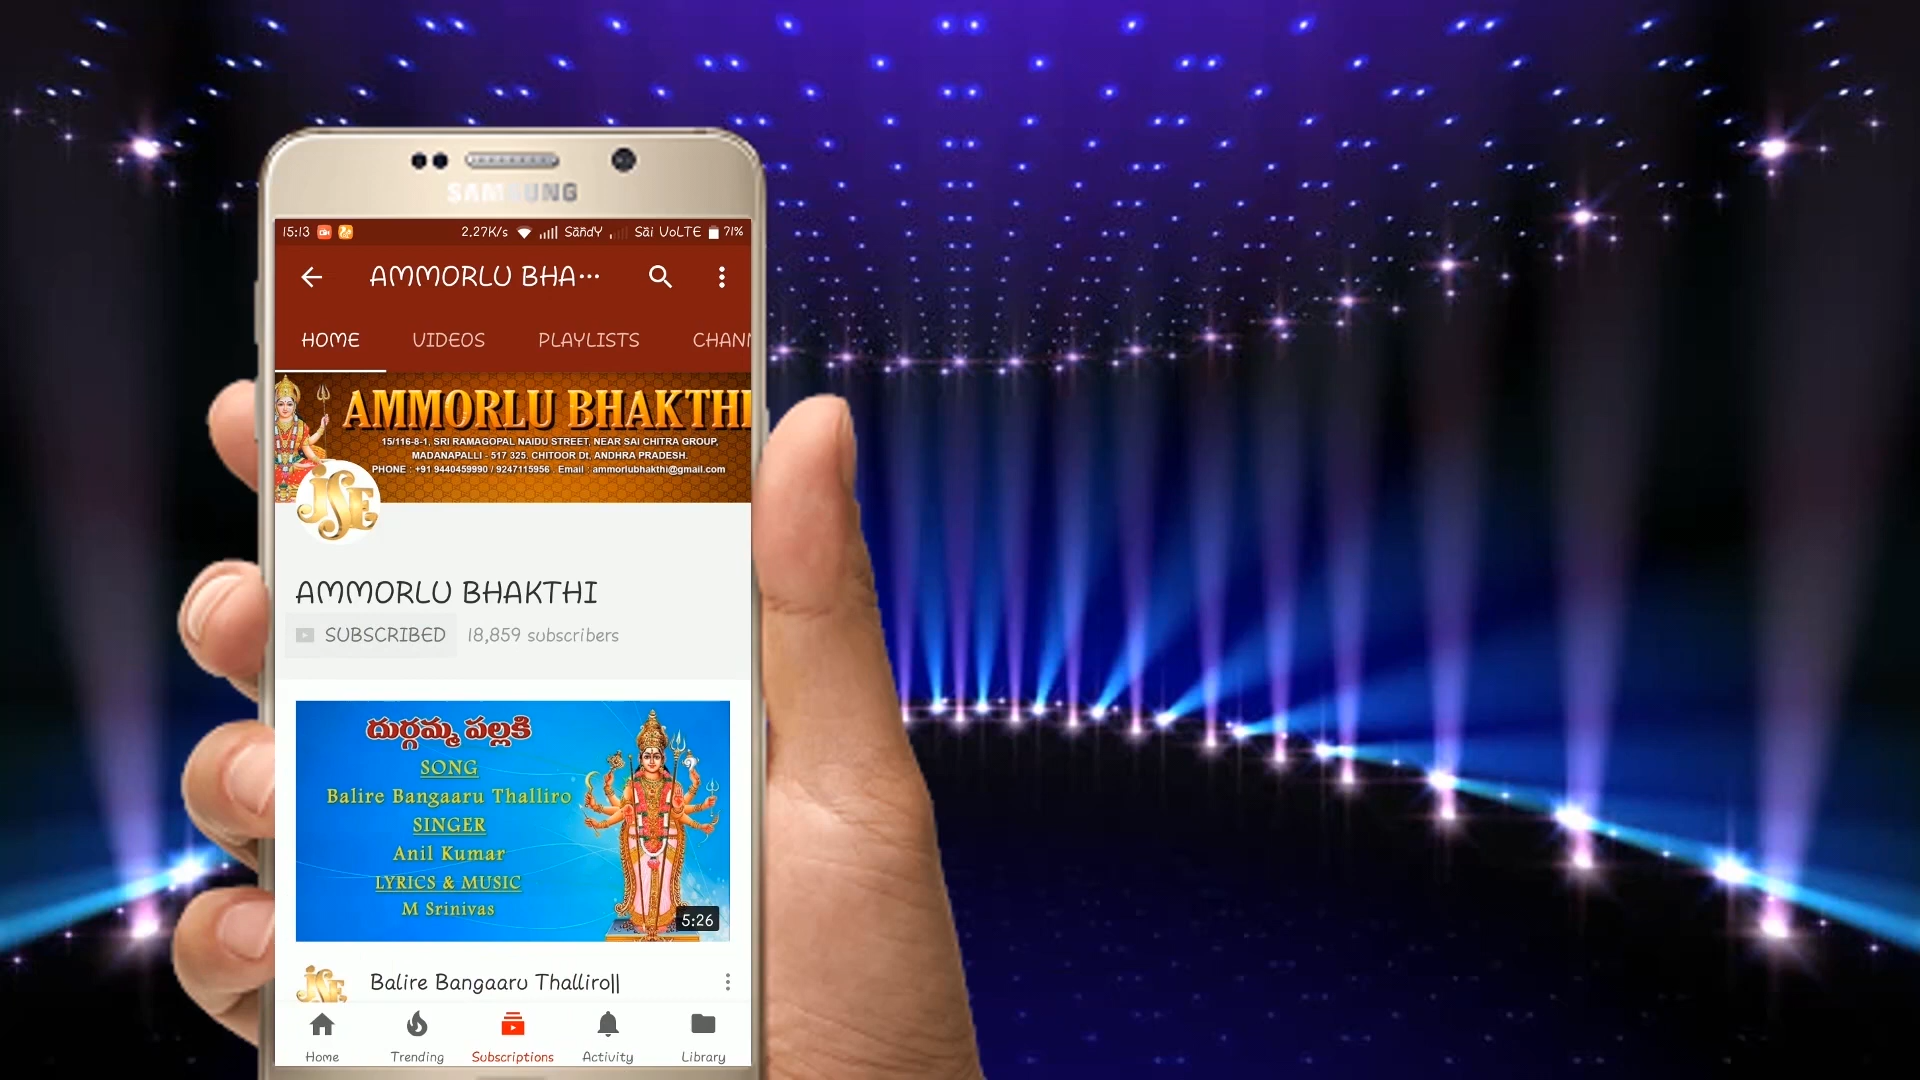 SAMSUNG
15:13 2.27K/s SāñdY Sāi VoLTE 71%
AMMORLU BHA...
HOME VIDEOS PLAYLISTS CHANN
AMMORLU BHAKTHI
15/116-8-1, SRI RAMAGOPAL NAIDU STREET, NEAR SAI CHITRA GROUP,
MADANAPALLI - 517 325. CHITOOR Dt, ANDHRA PRADESH.
PHONE : +91 9440459990 / 9247115956 Email : ammorlubhakthi@gmail.com
JSE
AMMORLU BHAKTHI
SUBSCRIBED 18,859 subscribers
దుర్గమ్మ పల్లకి
SONG
Balire Bangaaru Thalliro
SINGER
Anil Kumar
LYRICS & MUSIC
M Srinivas
5:26
JSE
Balire Bangaaru Thalliro||
Home Trending Subscriptions Activity Library